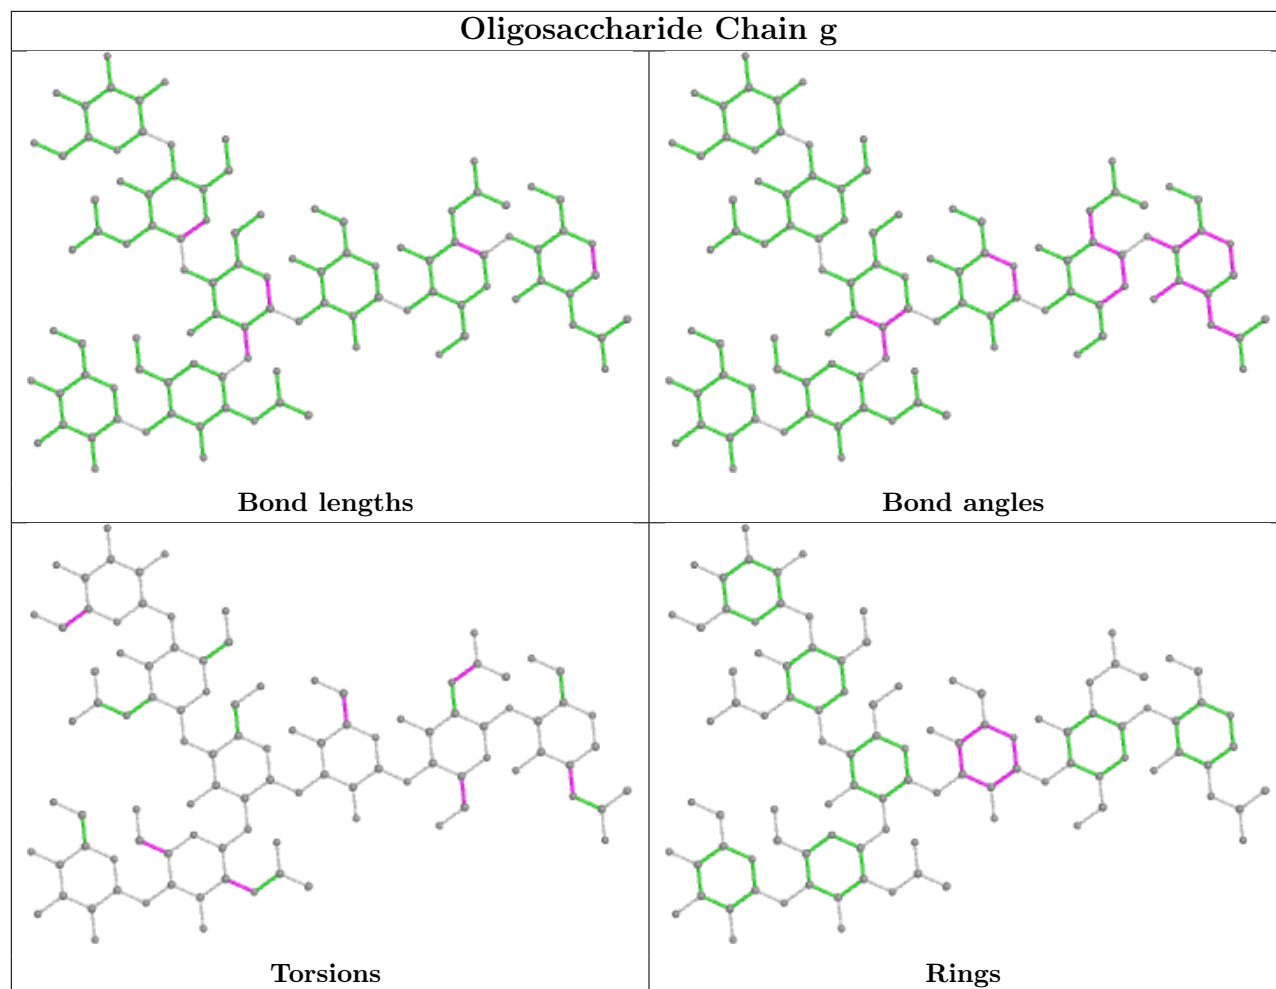 Oligosaccharide Chain g
Bond lengths
Bond angles
Torsions
Rings